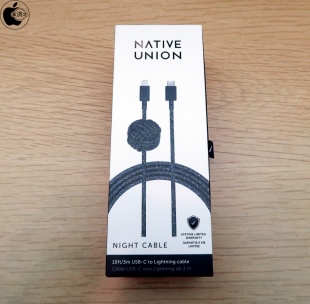 NATIVE
UNION
LIFETIME LIMITED
WARRANTY
GARANTIE À VIE
LIMITÉE
NIGHT CABLE
10ft/3m USB-C to Lightning cable
Câble USB-C vers Lightning de 3 m